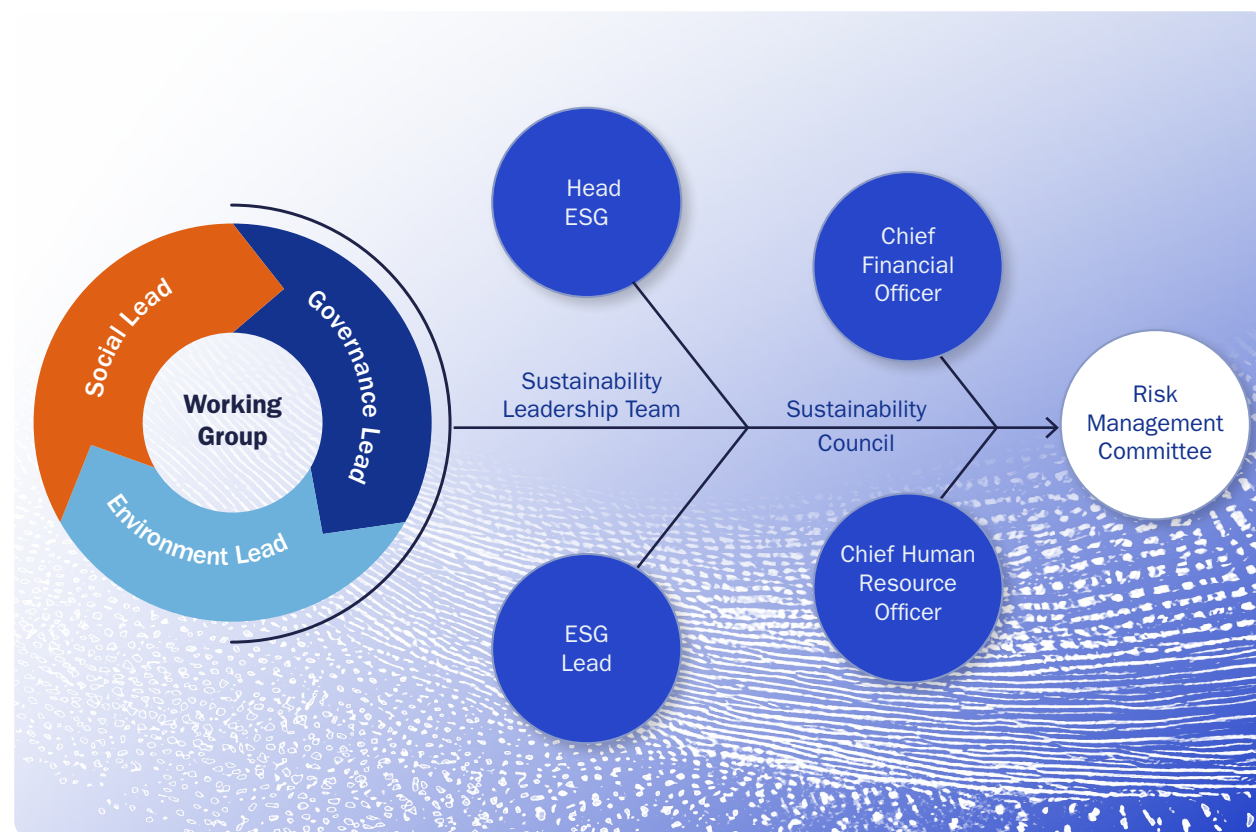 Social Lead
Governance Lead
Environment Lead
Working
Group
Head
ESG
Sustainability
Leadership Team
ESG
Lead
Chief
Financial
Officer
Sustainability
Council
Chief Human
Resource
Officer
Risk
Management
Committee